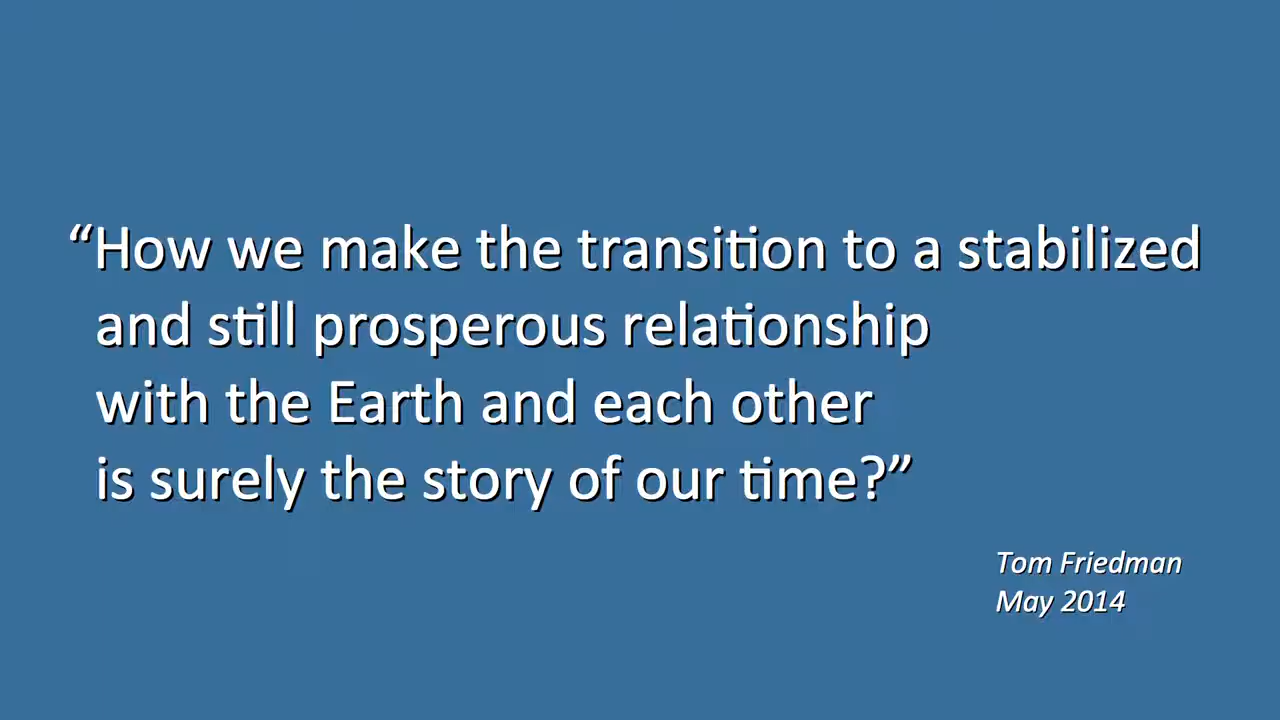 “How we make the transition to a stabilized
and still prosperous relationship
with the Earth and each other
is surely the story of our time?”
Tom Friedman
May 2014